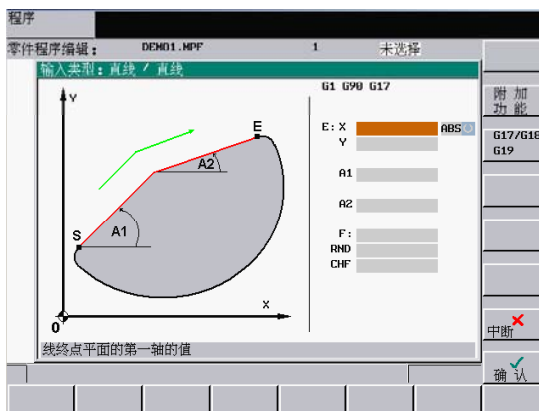 程序
零件程序编辑: DEMO1.MPF 1 未选择
输入类型: 直线 / 直线
G1 G90 G17
Y
E
A2
S
A1
X
0
E: X ABS
Y
A1
A2
F:
RND
CHF
线终点平面的第一轴的值
附加
功能
G17/G18
G19
中断
确认